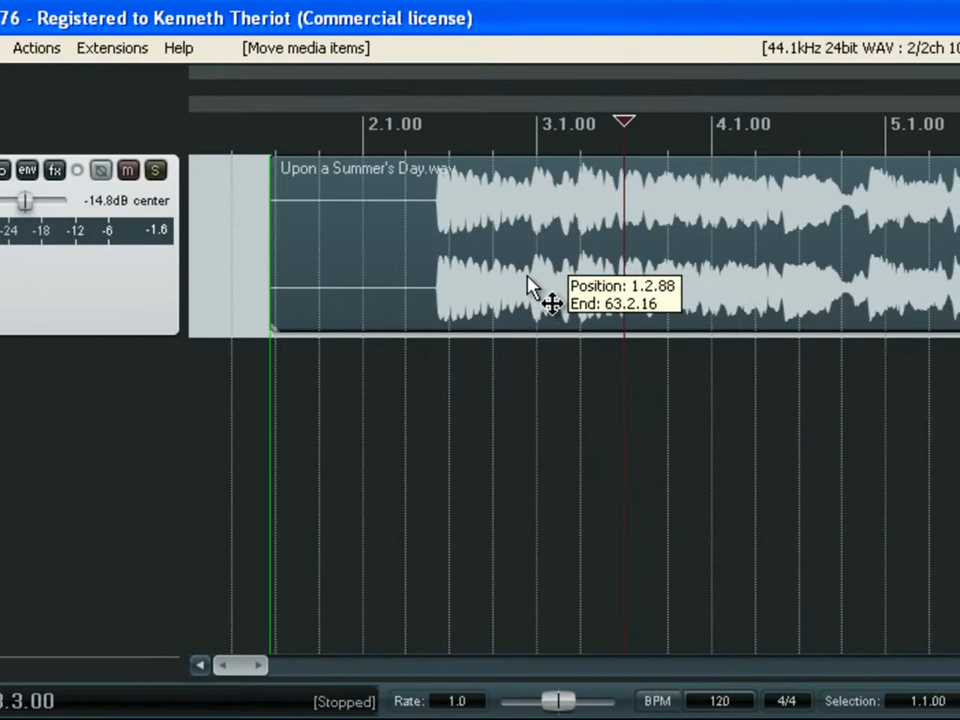 76 - Registered to Kenneth Theriot (Commercial license)
Actions Extensions Help [Move media items] [44.1kHz 24bit WAV : 2/2ch 10
2.1.00 3.1.00 4.1.00 5.1.00
env fx m S
Upon a Summer's Day.wav
-14.8dB center
-24 -18 -12 -6 -1.6
Position: 1.2.88
End: 63.2.16
3.3.00 [Stopped] Rate: 1.0 BPM 120 4/4 Selection: 1.1.00